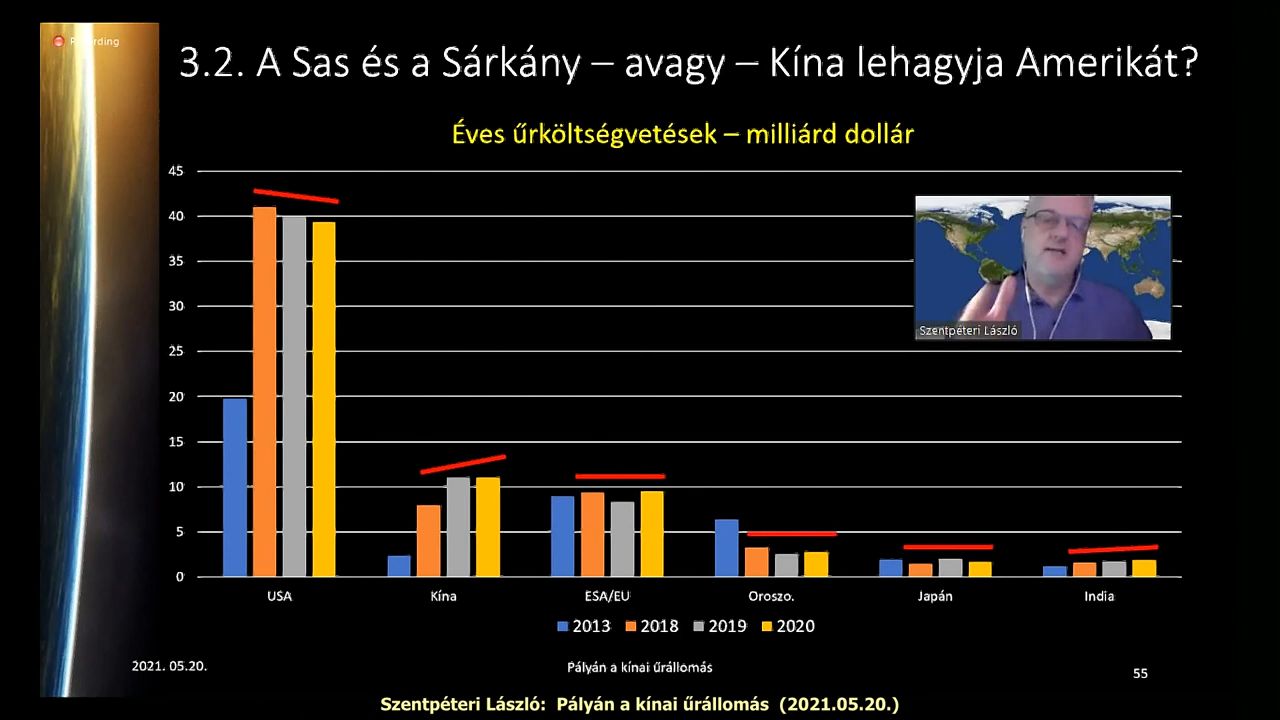 Recording
3.2. A Sas és a Sárkány – avagy – Kína lehagyja Amerikát?
Éves űrköltségvetések – milliárd dollár
45
40
35
30
25
20
15
10
5
0
USA Kína ESA/EU Oroszo. Japán India
2013 2018 2019 2020
Szentpéteri László
2021. 05.20.
Pályán a kínai űrállomás
55
Szentpéteri László: Pályán a kínai űrállomás (2021.05.20.)